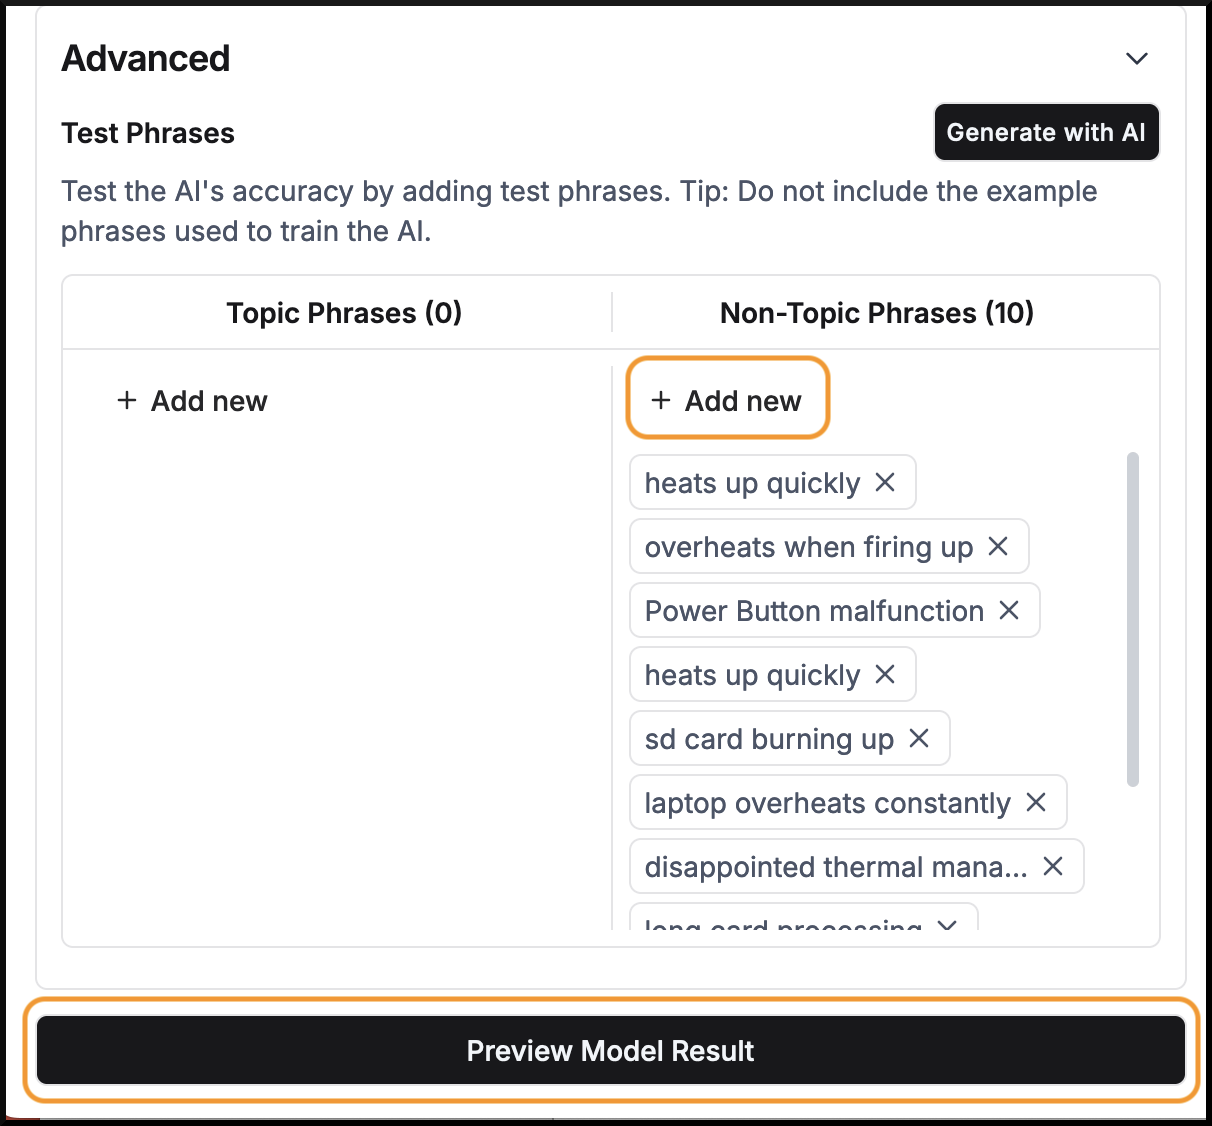 Advanced
Test Phrases
Generate with AI
Test the AI's accuracy by adding test phrases. Tip: Do not include the example
phrases used to train the AI.
Topic Phrases (0)
Non-Topic Phrases (10)
+ Add new
+ Add new
heats up quickly
overheats when firing up
Power Button malfunction
heats up quickly
sd card burning up
laptop overheats constantly
disappointed thermal mana...
long card processing
Preview Model Result